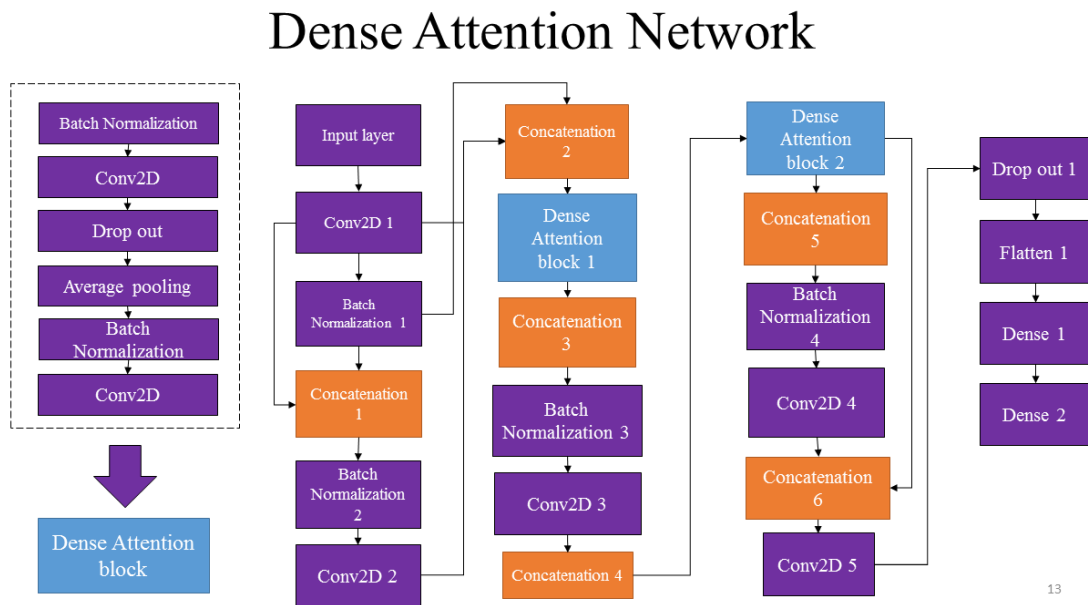 Dense Attention Network
Batch Normalization
Conv2D
Drop out
Average pooling
Batch
Normalization
Conv2D
Dense Attention
block
Input layer
Conv2D 1
Batch
Normalization 1
Concatenation
1
Batch
Normalization
2
Conv2D 2
Concatenation
2
Dense
Attention
block 1
Concatenation
3
Batch
Normalization 3
Conv2D 3
Concatenation 4
Dense
Attention
block 2
Concatenation
5
Batch
Normalization
4
Conv2D 4
Concatenation
6
Conv2D 5
Drop out 1
Flatten 1
Dense 1
Dense 2
13